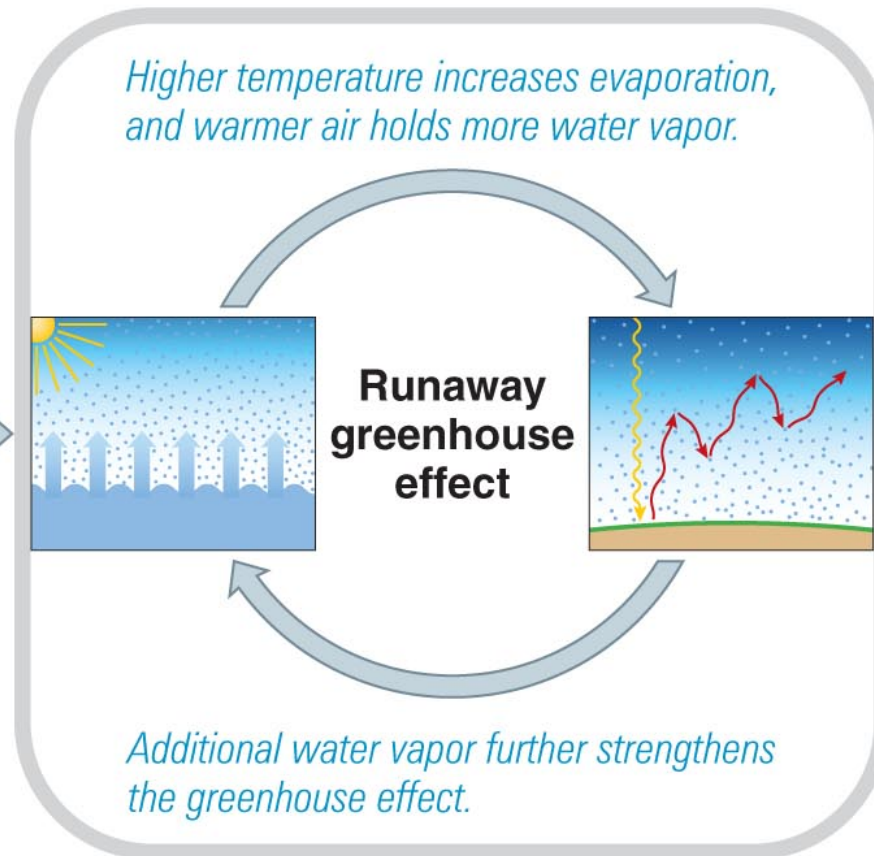 Higher temperature increases evaporation,
and warmer air holds more water vapor.
Runaway
greenhouse
effect
Additional water vapor further strengthens
the greenhouse effect.